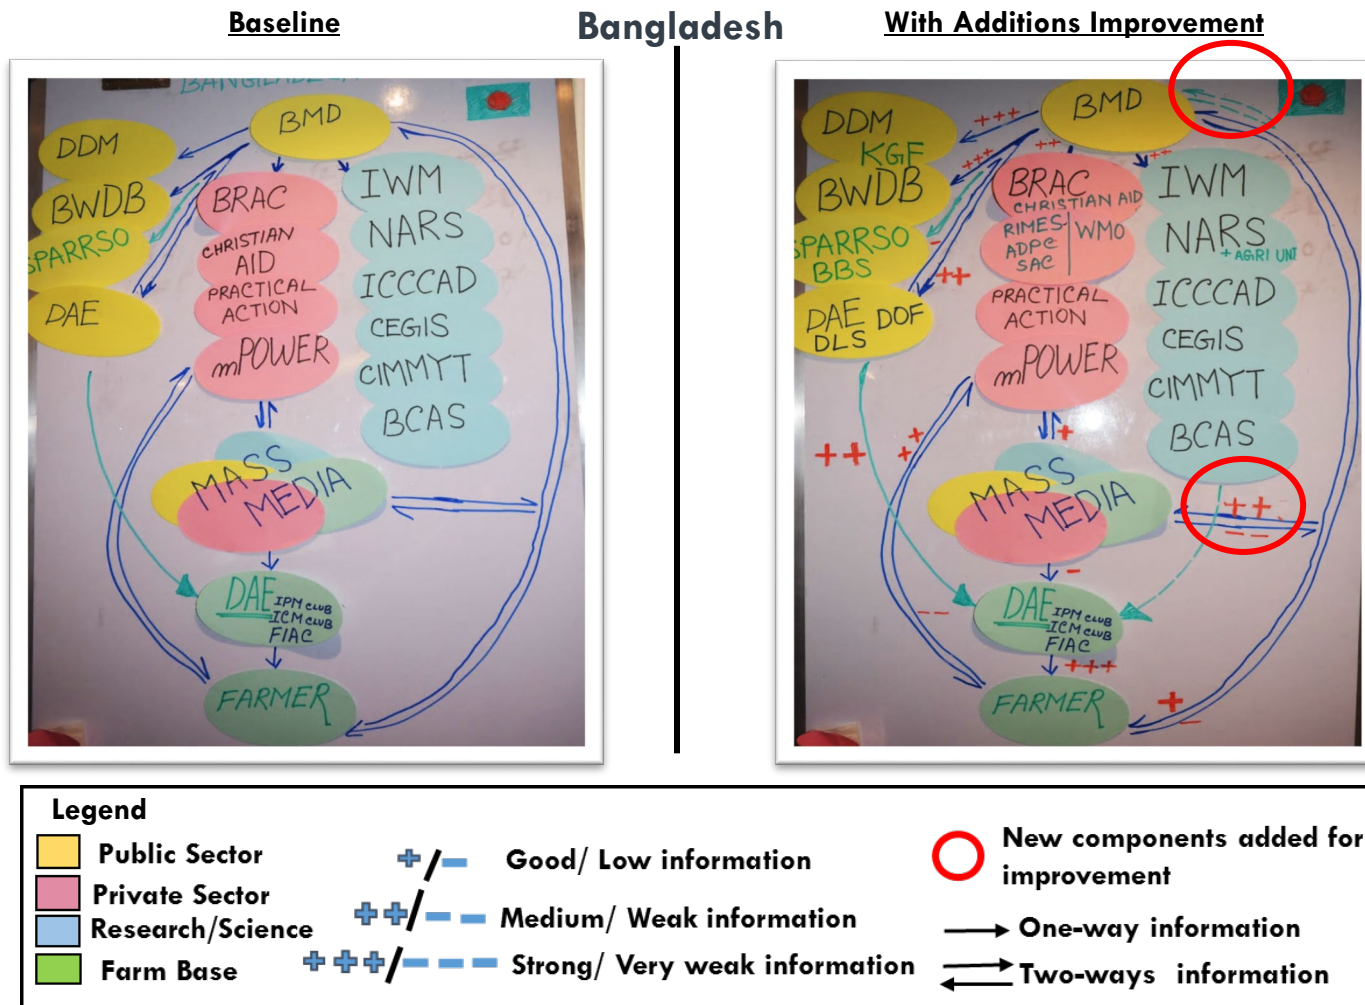 Baseline
Bangladesh
With Additions Improvement
BANGLADESH
BMD
DDM
BWDB
SPARRSO
DAE
BRAC
CHRISTIAN
AID
PRACTICAL
ACTION
mPOWER
IWM
NARS
ICCCAD
CEGIS
CIMMYT
BCAS
MASS
MEDIA
DAE
IPM CLUB
ICM CLUB
FIAC
FARMER
BMD
+++
+++
++
++
DDM
KGF
BWDB
SPARRSO
BBS
-
++
DAE DOF
DLS
BRAC
CHRISTIAN AID
RIMES WMO
ADPC
SAC
PRACTICAL
ACTION
mPOWER
IWM
NARS
+ AGRI UNI
ICCCAD
CEGIS
CIMMYT
BCAS
++
++
+
MASS
MEDIA
++
--
-
DAE
IPM CLUB
ICM CLUB
FIAC
--
+++
FARMER
+
-
Legend
Public Sector
Private Sector
Research/Science
Farm Base
+/- Good/ Low information
++/-- Medium/ Weak information
+++/--- Strong/ Very weak information
New components added for
improvement
One-way information
Two-ways information